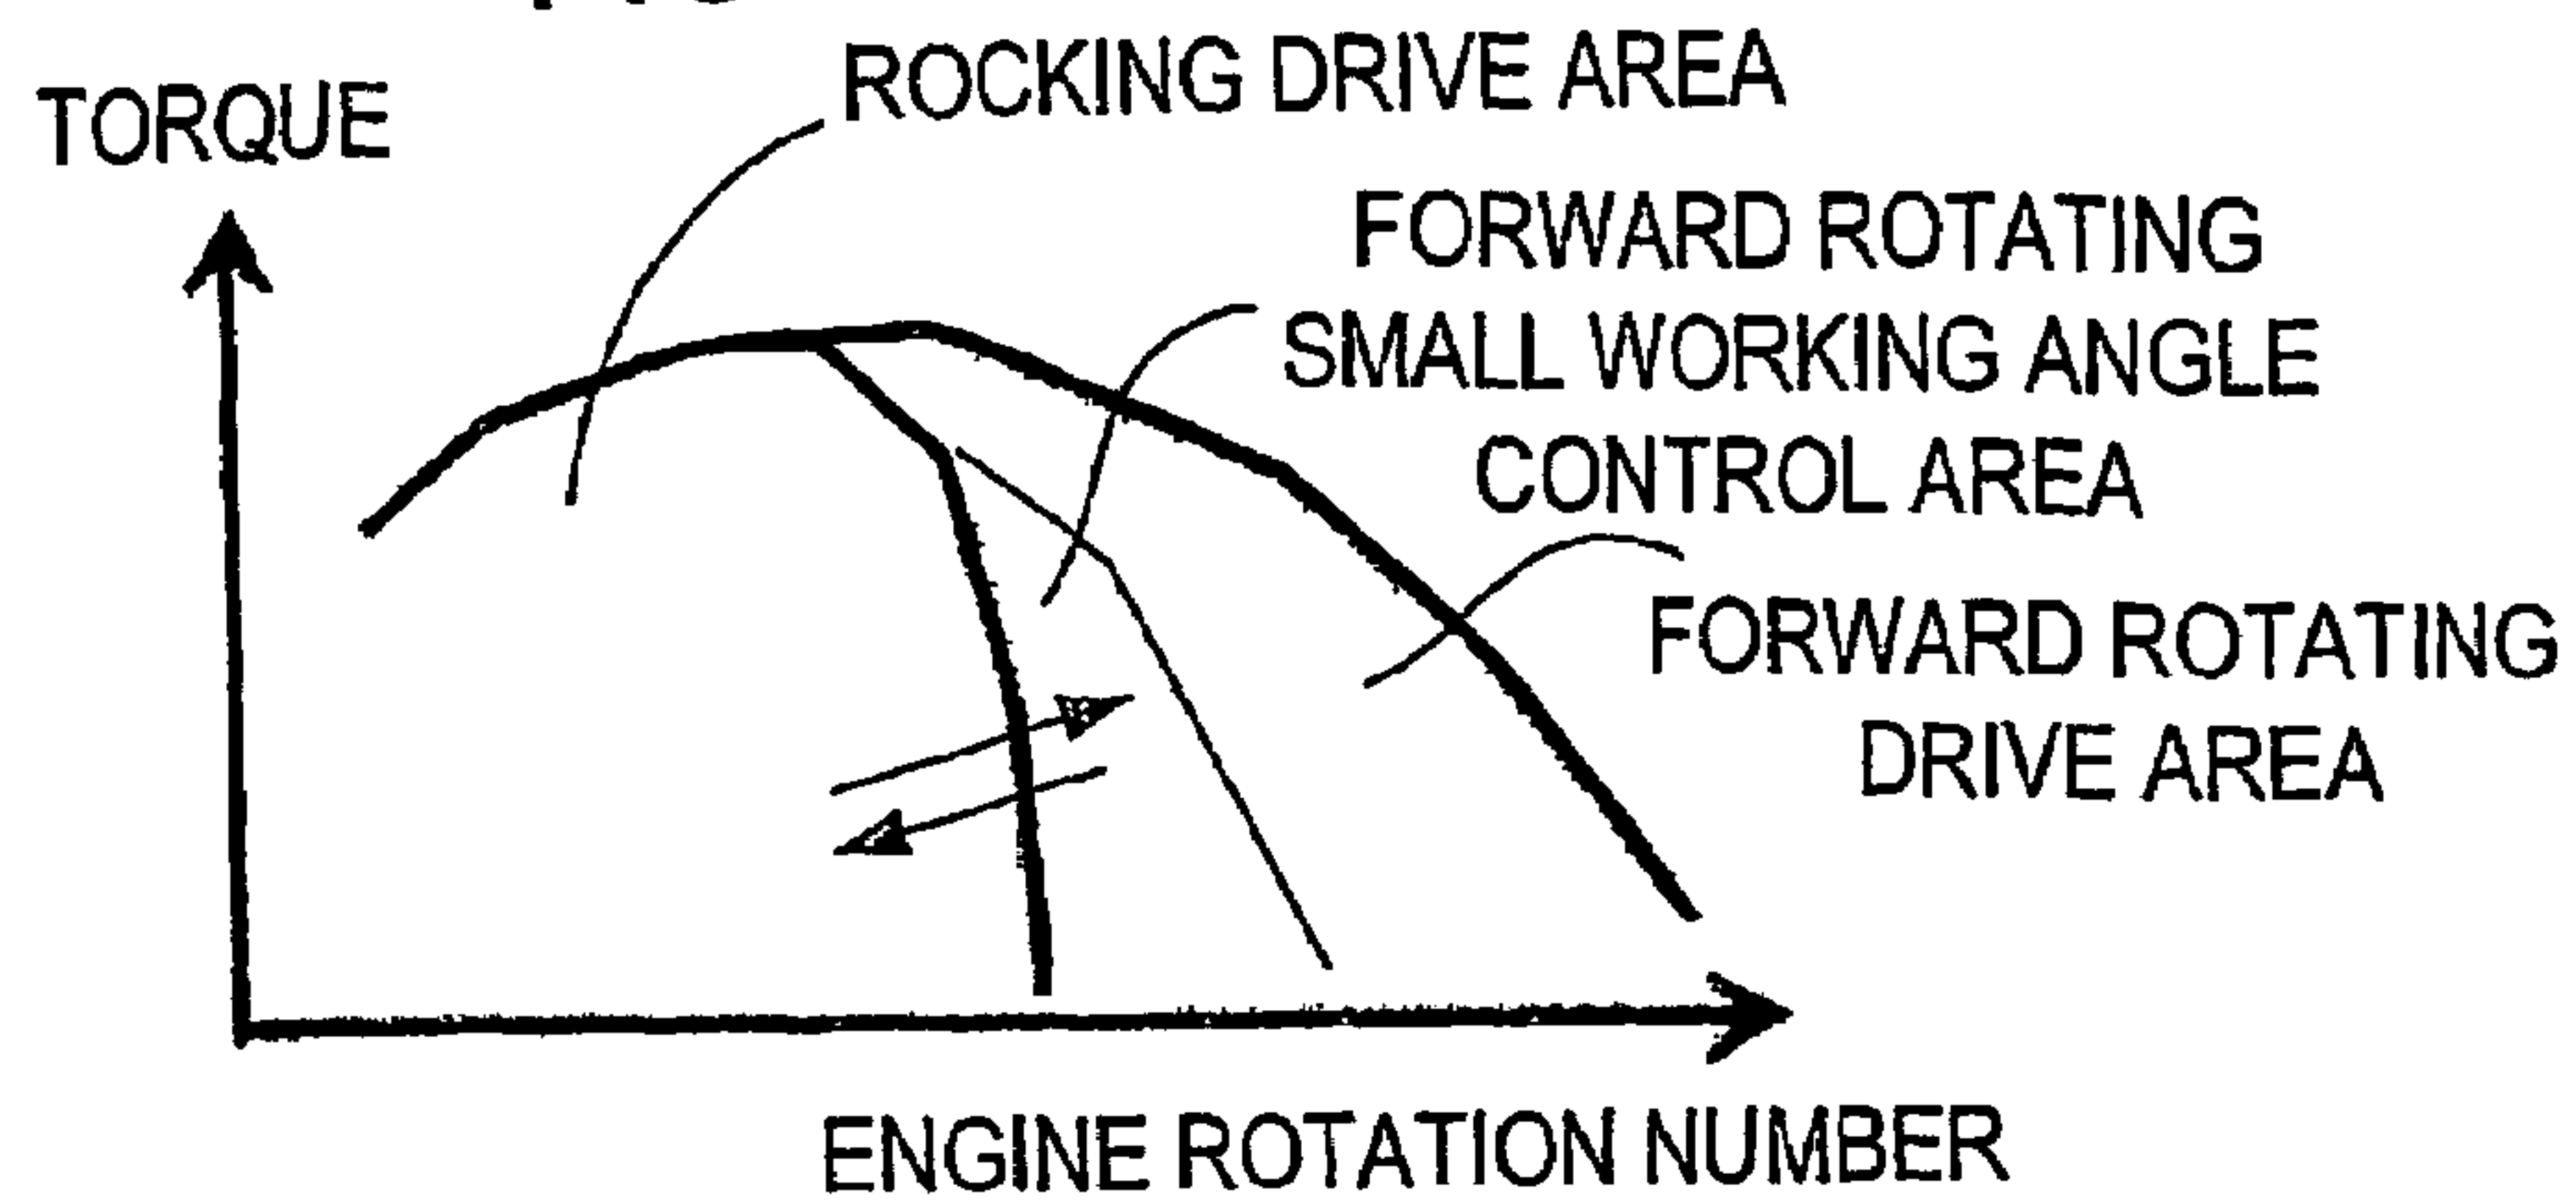 TORQUE
ROCKING DRIVE AREA
FORWARD ROTATING
SMALL WORKING ANGLE
CONTROL AREA
FORWARD ROTATING
DRIVE AREA
ENGINE ROTATION NUMBER